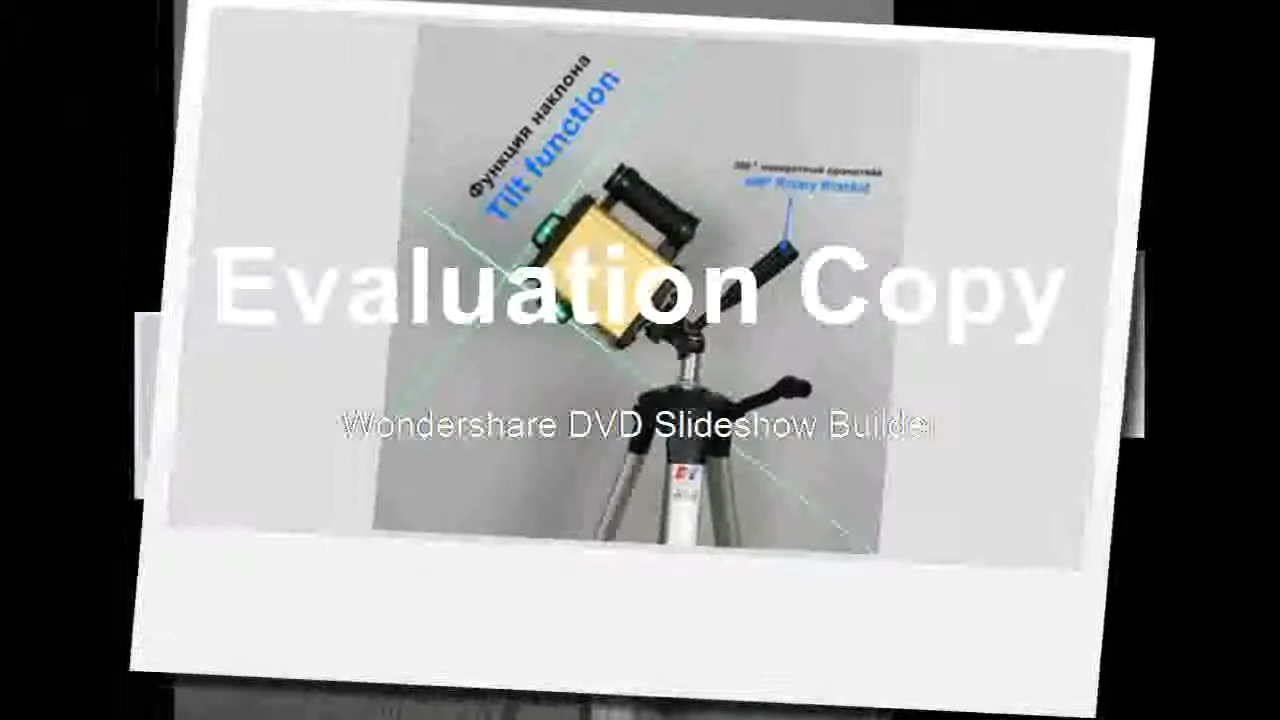 Функция наклона
Tilt function
360° поворотный кронштейн
360° Rotary Bracket
Evaluation Copy
Wondershare DVD Slideshow Builder